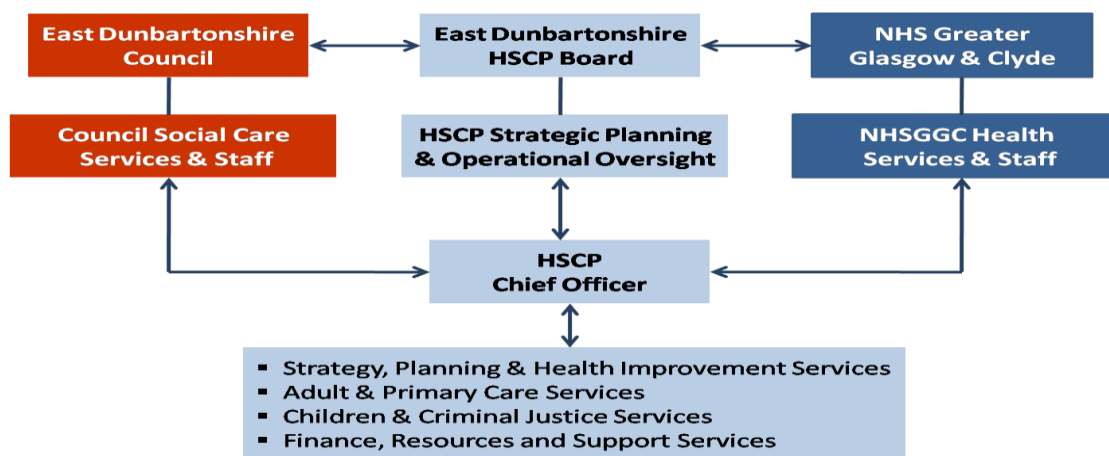 East Dunbartonshire
Council
East Dunbartonshire
HSCP Board
NHS Greater
Glasgow & Clyde
Council Social Care
Services & Staff
HSCP Strategic Planning
& Operational Oversight
NHSGGC Health
Services & Staff
HSCP
Chief Officer
▪ Strategy, Planning & Health Improvement Services
▪ Adult & Primary Care Services
▪ Children & Criminal Justice Services
▪ Finance, Resources and Support Services